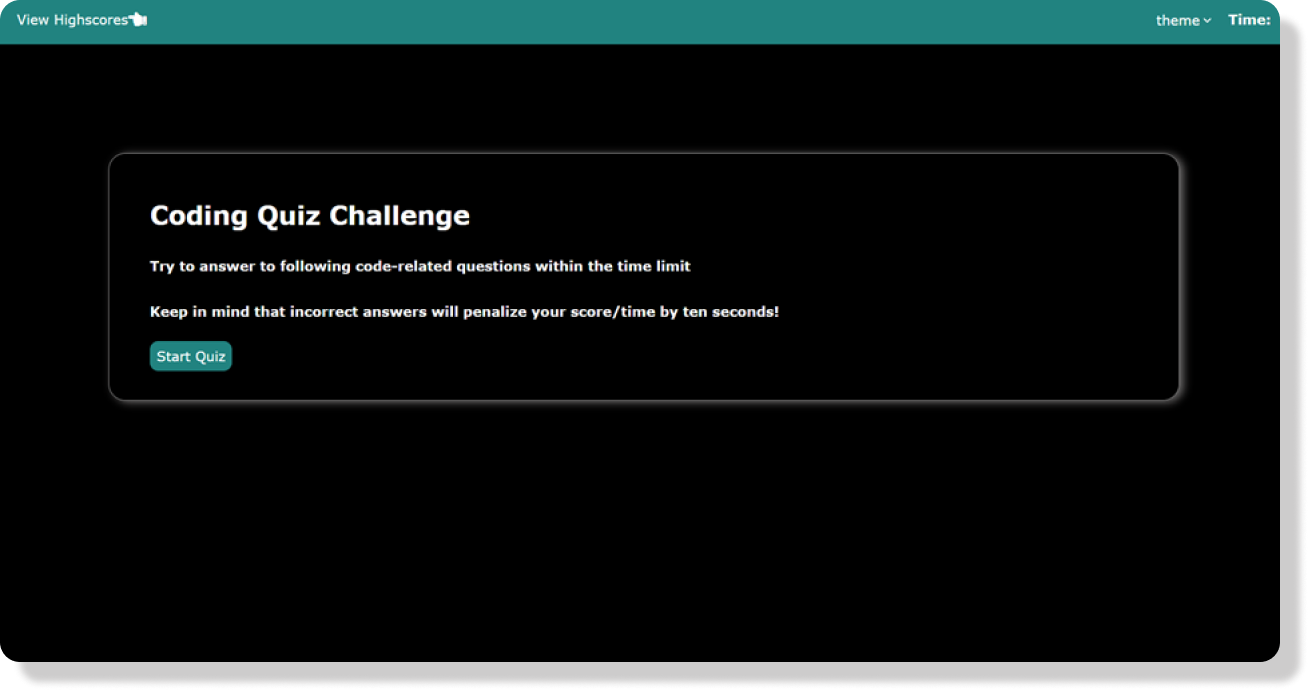 View Highscores
theme
Time:
Coding Quiz Challenge
Try to answer to following code-related questions within the time limit
Keep in mind that incorrect answers will penalize your score/time by ten seconds!
Start Quiz